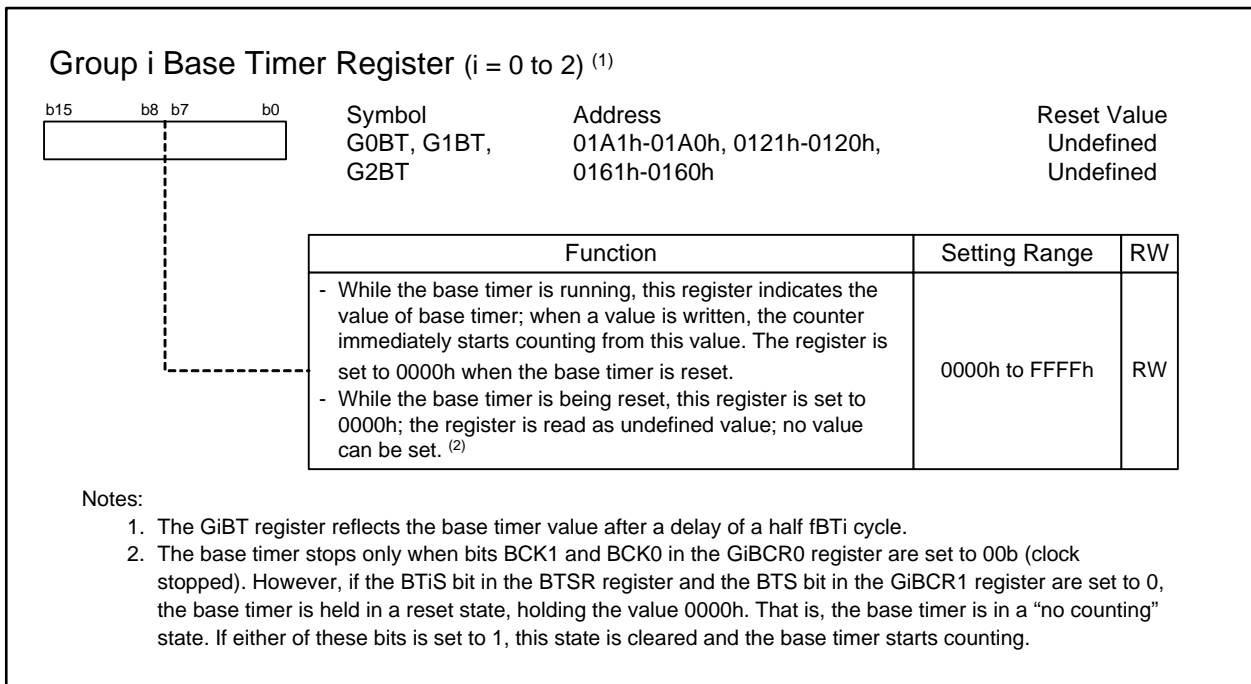 Group i Base Timer Register (i = 0 to 2) (1)
b15 b8 b7 b0
Symbol Address Reset Value
G0BT, G1BT, 01A1h-01A0h, 0121h-0120h, Undefined
G2BT 0161h-0160h Undefined
Function Setting Range RW
- While the base timer is running, this register indicates the
value of base timer; when a value is written, the counter
immediately starts counting from this value. The register is
set to 0000h when the base timer is reset.
- While the base timer is being reset, this register is set to
0000h; the register is read as undefined value; no value
can be set. (2)
0000h to FFFFh RW
Notes:
1. The GiBT register reflects the base timer value after a delay of a half fBTi cycle.
2. The base timer stops only when bits BCK1 and BCK0 in the GiBCR0 register are set to 00b (clock
stopped). However, if the BTiS bit in the BTSR register and the BTS bit in the GiBCR1 register are set to 0,
the base timer is held in a reset state, holding the value 0000h. That is, the base timer is in a “no counting”
state. If either of these bits is set to 1, this state is cleared and the base timer starts counting.